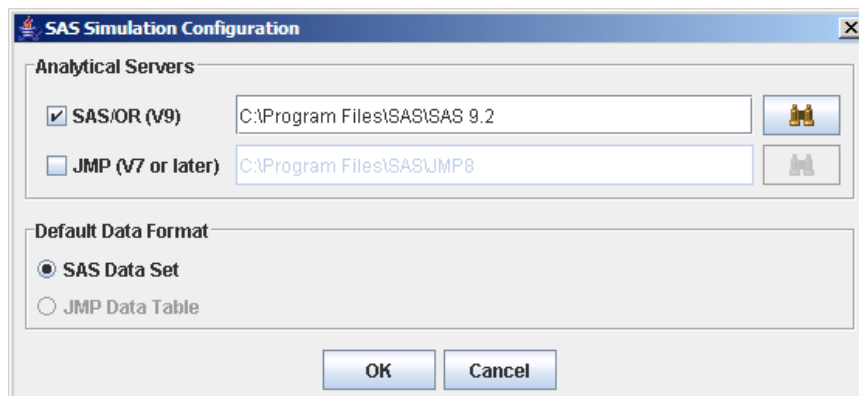 SAS Simulation Configuration
Analytical Servers
SAS/OR (V9) C:\Program Files\SAS\SAS 9.2
JMP (V7 or later) C:\Program Files\SAS\JMP8
Default Data Format
SAS Data Set
JMP Data Table
OK Cancel